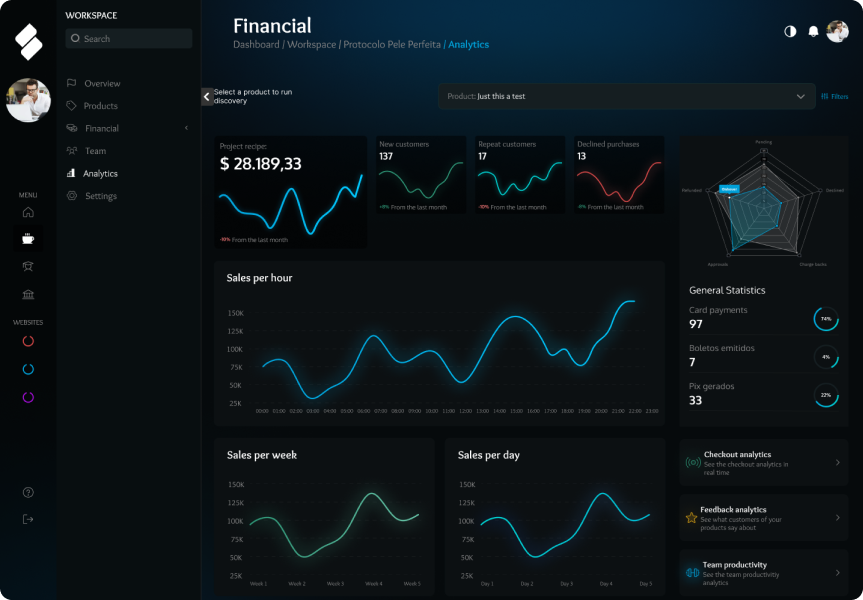 WORKSPACE
Search
Overview
Products
Financial
Team
Analytics
Settings
MENU
WEBSITES
Financial
Dashboard / Workspace / Protocolo Pele Perfeita / Analytics
Select a product to run
discovery
Product: Just this a test
Filtros
Project recipe:
$ 28.189,33
-10% From the last month
New customers
137
+9% From the last month
Repeat customers
17
-10% From the last month
Declined purchases
13
From the last month
Pending
Refunded
Declined
Approveds
Charge backs
General Statistics
Card payments
97
74%
Boletos emitidos
7
4%
Pix gerados
33
22%
Sales per hour
150K
125K
100K
75K
50K
25K
00:00 01:00 02:00 03:00 04:00 05:00 06:00 07:00 08:00 09:00 10:00 11:00 12:00 13:00 14:00 15:00 16:00 17:00 18:00 19:00 20:00 21:00 22:00 23:00
Sales per week
150K
125K
100K
75K
50K
25K
Week 1 Week 2 Week 3 Week 4 Week 5
Sales per day
150K
125K
100K
75K
50K
25K
Day 1 Day 2 Day 3 Day 4 Day 5
Checkout analytics
See the checkout analytics in
real time
Feedback analytics
See what customers of your
products say about
Team productivity
See the team productivitiy
analytics